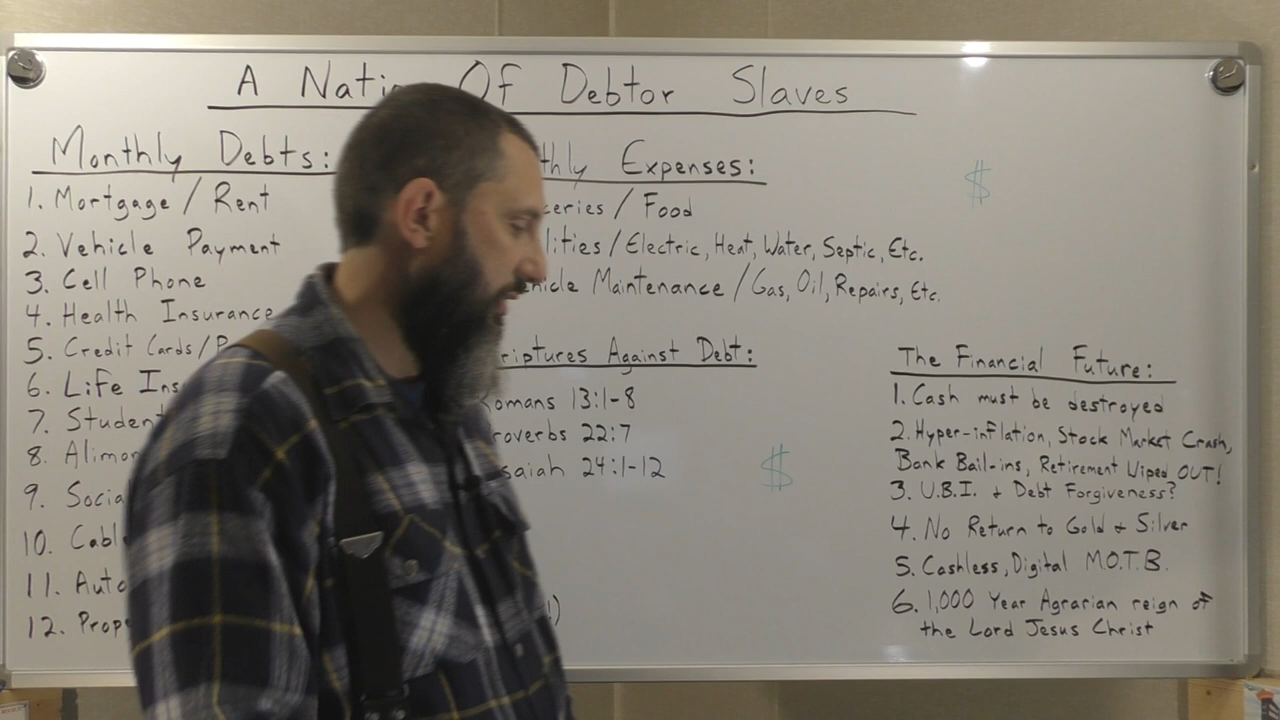 A Nati Of Debtor Slaves
Monthly Debts:
1. Mortgage / Rent
2. Vehicle Payment
3. Cell Phone
4. Health Insurance
5. Credit Cards/P
6. Life Ins
7. Student
8. Alimon
9. Socia
10. Cabl
11. Auto
12. Prop
thly Expenses:
ceries / Food
lities / Electric, Heat, Water, Septic, Etc.
hicle Maintenance / Gas, Oil, Repairs, Etc.
riptures Against Debt:
omans 13:1-8
roverbs 22:7
saiah 24:1-12
!)
$
$
The Financial Future:
1. Cash must be destroyed
2. Hyper-inflation, Stock Market Crash,
Bank Bail-ins, Retirement Wiped OUT!
3. U.B.I. + Debt Forgiveness?
4. No Return to Gold + Silver
5. Cashless, Digital M.O.T.B.
6. 1,000 Year Agrarian reign of
the Lord Jesus Christ